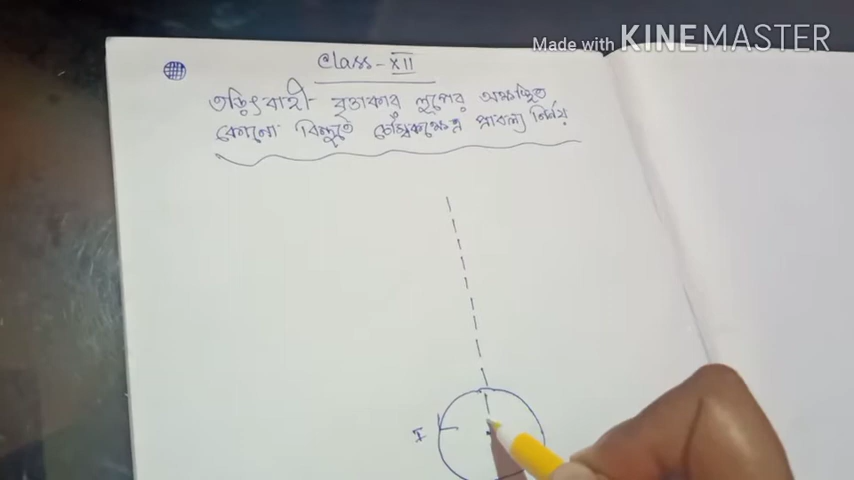 Made with KINEMASTER
Class - XII
তড়িৎবাহী বৃত্তাকার লুপের অক্ষস্থিত
কোনো বিন্দুতে চৌম্বকক্ষেত্র প্রাবল্য নির্ণয়
I